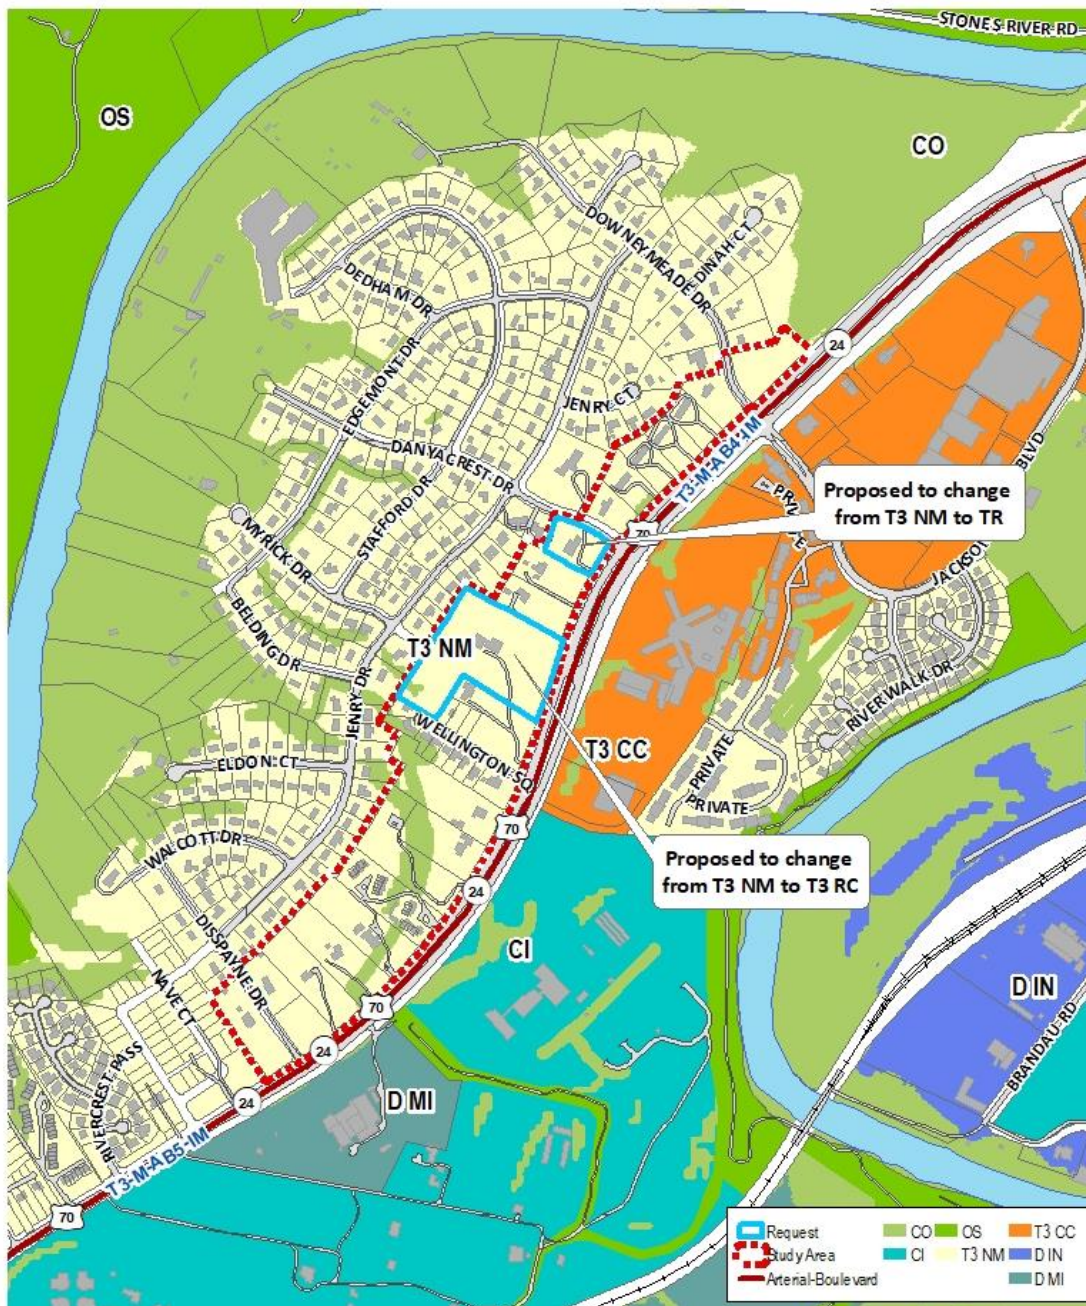 STONES RIVER RD
OS
CO
DOWNEYMEADE DR
DINAH CT
DEDHAM DR
24
EDGEMONT DR
JENRY CT
T3-M-AB4-IM
DANYACREST DR
Proposed to change
from T3 NM to TR
STAFFORD DR
70
MYRICK DR
JACKSON
BLVD
BELDING DR
T3 NM
RIVER WALK DR
JENRY DR
WELLINGTON SQ
T3 CC
ELDON CT
PRIVATE
PRIVATE
70
WALCOTT DR
Proposed to change
from T3 NM to T3 RC
24
DISSPAYNE DR
CI
NAVE CT
D IN
70
BRANDAU RD
24
RIVERCREST PASS
24
D MI
T3-M-AB5-IM
70
Request
Study Area
Arterial-Boulevard
CO
OS
T3 CC
CI
T3 NM
D IN
D MI